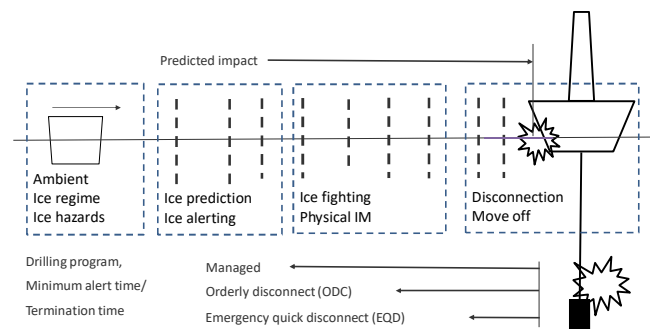 Predicted impact
Ambient
Ice regime
Ice hazards
Ice prediction
Ice alerting
Ice fighting
Physical IM
Disconnection
Move off
Drilling program,
Minimum alert time/
Termination time
Managed
Orderly disconnect (ODC)
Emergency quick disconnect (EQD)